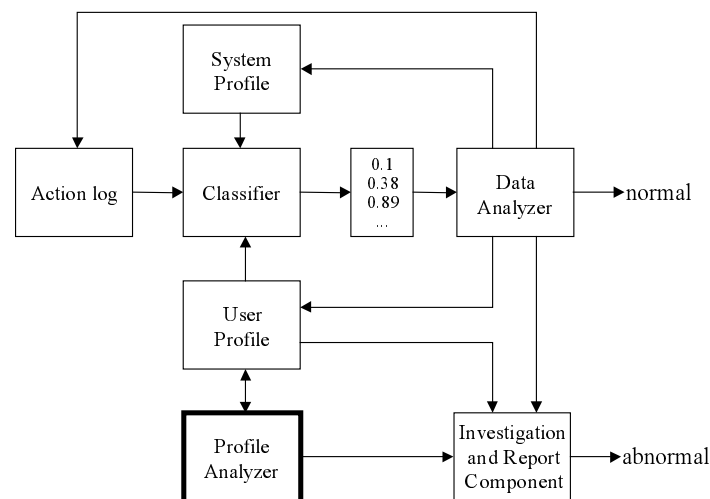 System
Profile
Action log
Classifier
0.1
0.38
0.89
...
Data
Analyzer
normal
User
Profile
Profile
Analyzer
Investigation
and Report
Component
abnormal